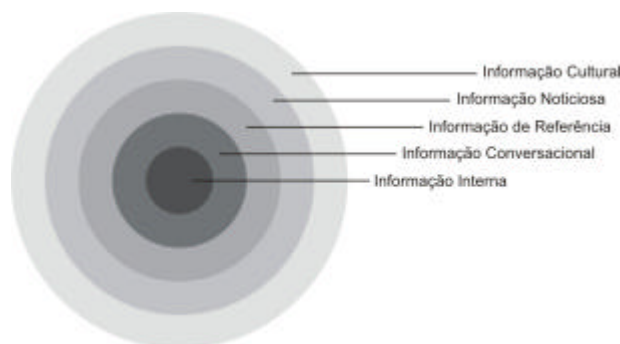 Informação Cultural
Informação Noticiosa
Informação de Referência
Informação Conversacional
Informação Interna